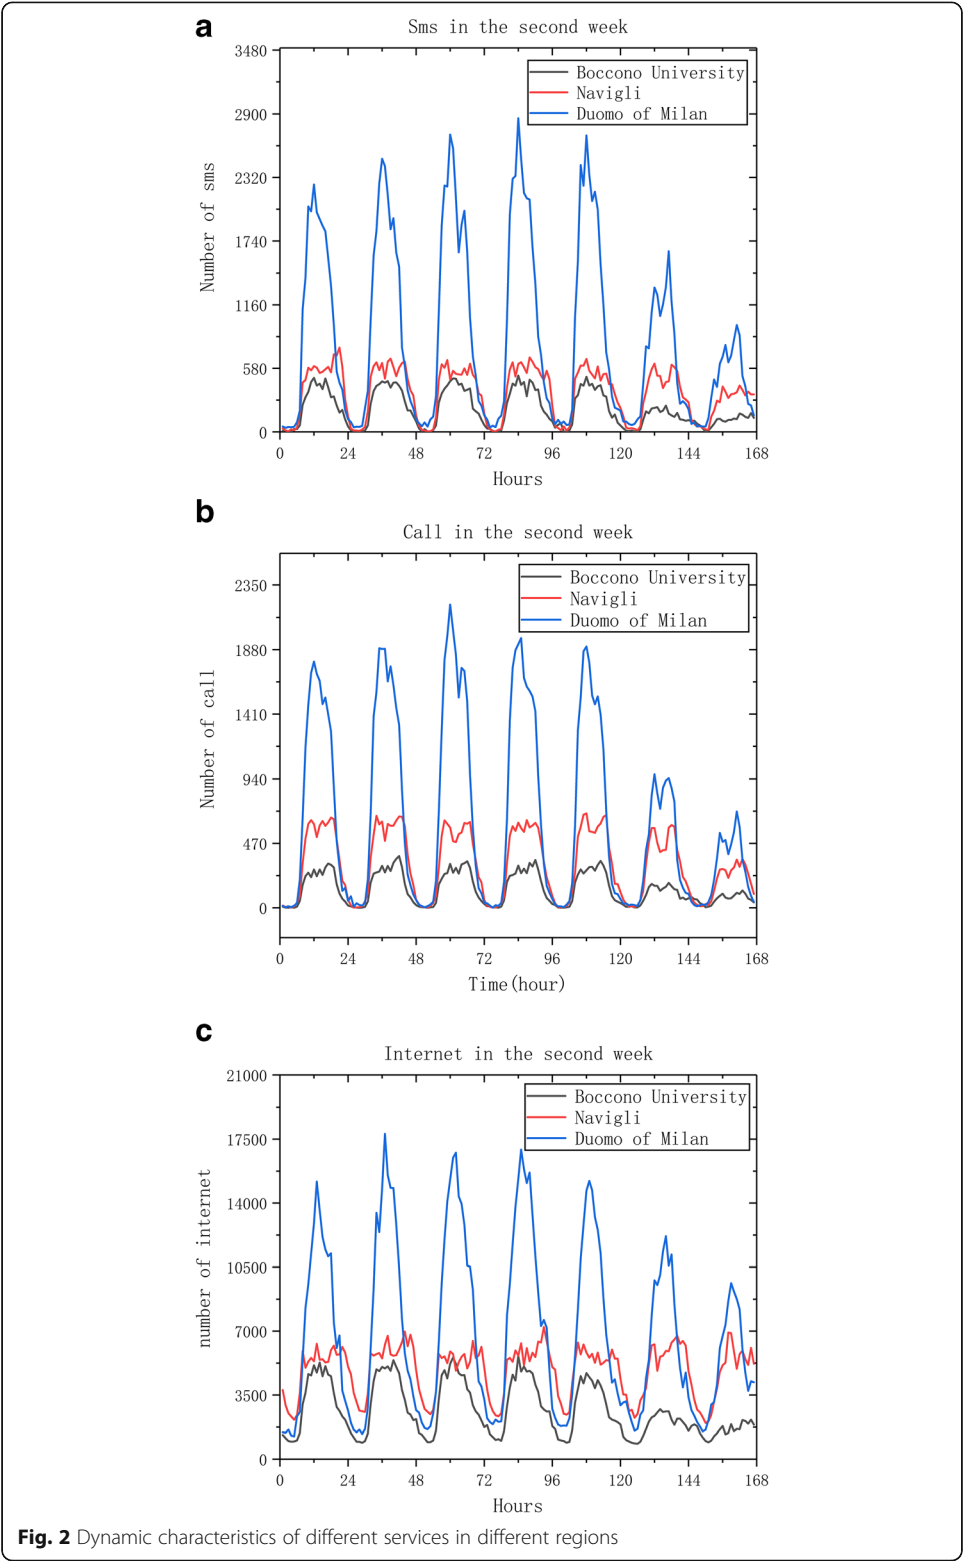 a
Sms in the second week
3480
2900
2320
1740
1160
580
0
Number of sms
Boccono University
Navigli
Duomo of Milan
0 24 48 72 96 120 144 168
Hours
b
Call in the second week
2350
1880
1410
940
470
0
Number of call
Boccono University
Navigli
Duomo of Milan
0 24 48 72 96 120 144 168
Time(hour)
c
Internet in the second week
21000
17500
14000
10500
7000
3500
0
number of internet
Boccono University
Navigli
Duomo of Milan
0 24 48 72 96 120 144 168
Hours
Fig. 2 Dynamic characteristics of different services in different regions